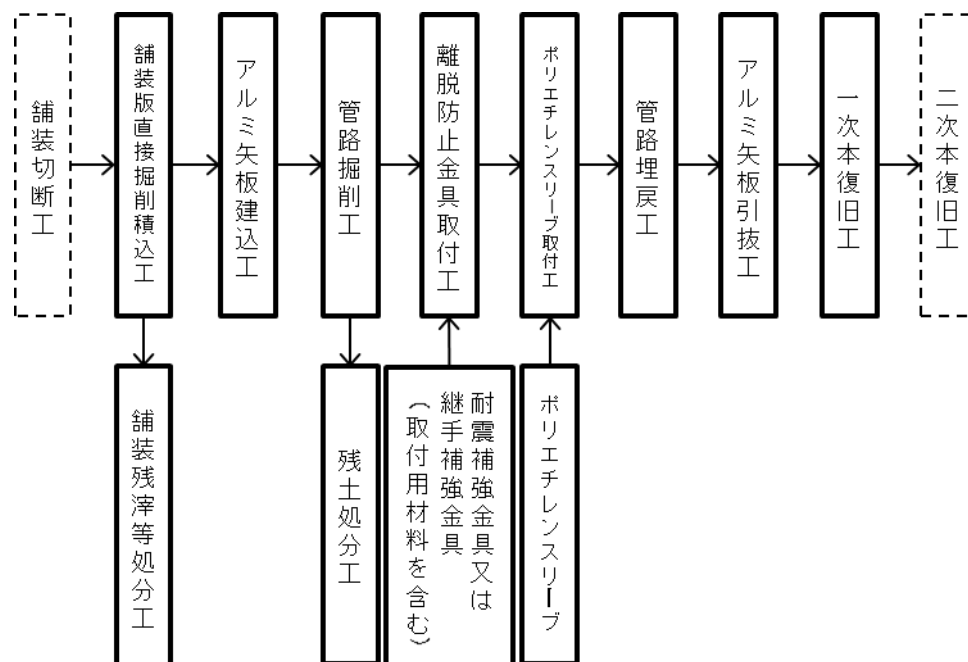 舗装切断工
舗装版直接掘削積込工
アルミ矢板建込工
管路掘削工
離脱防止金具取付工
ポリエチレンスリーブ取付工
管路埋戻工
アルミ矢板引抜工
一次本復旧工
二次本復旧工
舗装残滓等処分工
残土処分工
耐震補強金具又は
継手補強金具
（取付用材料を含む）
ポリエチレンスリーブ